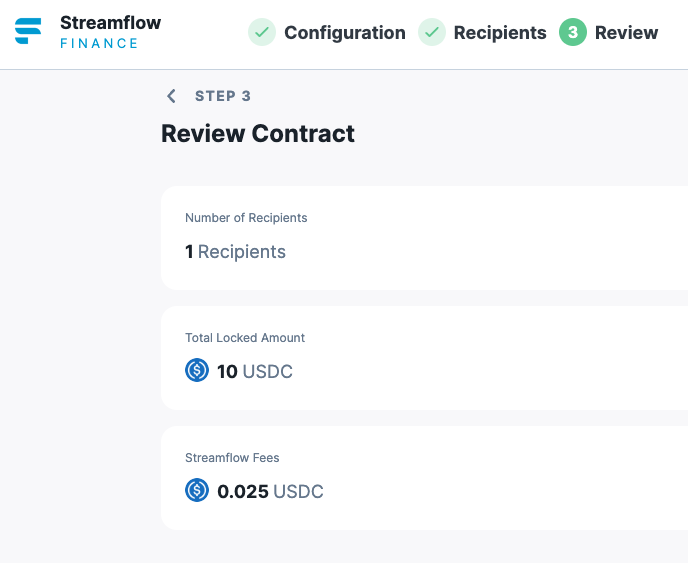 Streamflow
FINANCE
Configuration
Recipients
3 Review
STEP 3
Review Contract
Number of Recipients
1 Recipients
Total Locked Amount
10 USDC
Streamflow Fees
0.025 USDC